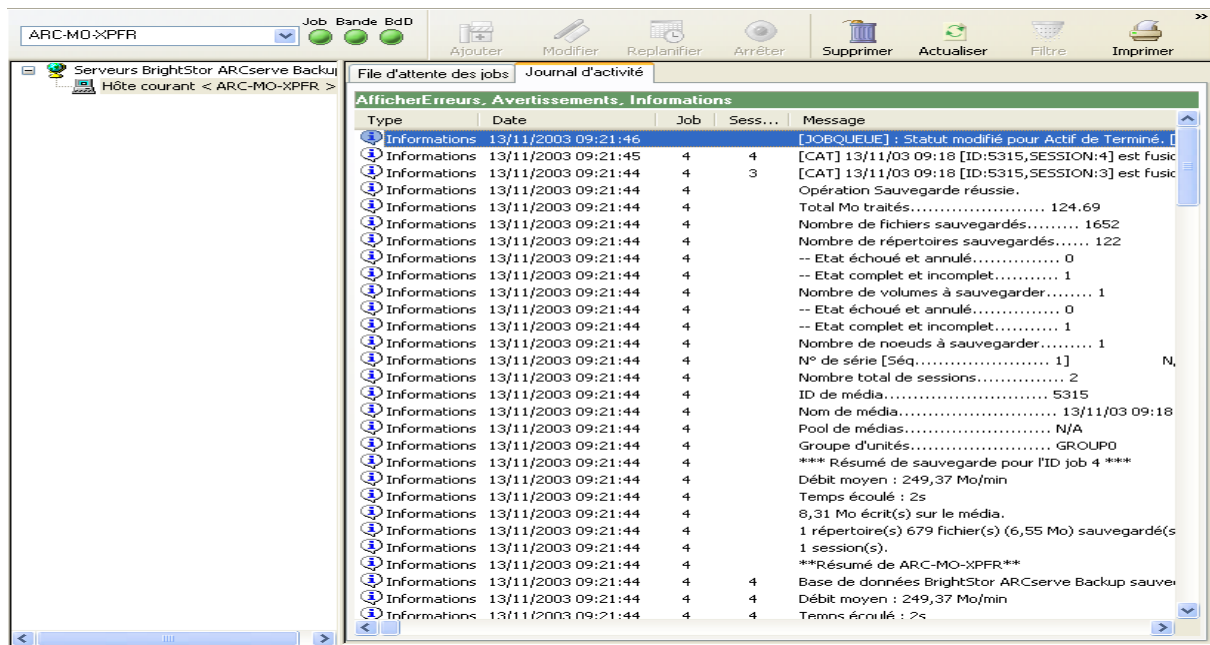 Job Bande BdD
ARC-MO-XPFR
Ajouter Modifier Replanifier Arrêter Supprimer Actualiser Filtre Imprimer
»
Serveurs BrightStor ARCserve Backu
Hôte courant < ARC-MO-XPFR >
File d'attente des jobs Journal d'activité
AfficherErreurs, Avertissements, Informations
Type Date Job Sess... Message
Informations 13/11/2003 09:21:46 [JOBQUEUE] : Statut modifié pour Actif de Terminé. [
Informations 13/11/2003 09:21:45 4 4 [CAT] 13/11/03 09:18 [ID:5315,SESSION:4] est fusic
Informations 13/11/2003 09:21:44 4 3 [CAT] 13/11/03 09:18 [ID:5315,SESSION:3] est fusic
Informations 13/11/2003 09:21:44 4 Opération Sauvegarde réussie.
Informations 13/11/2003 09:21:44 4 Total Mo traités...................... 124.69
Informations 13/11/2003 09:21:44 4 Nombre de fichiers sauvegardés......... 1652
Informations 13/11/2003 09:21:44 4 Nombre de répertoires sauvegardés...... 122
Informations 13/11/2003 09:21:44 4 -- Etat échoué et annulé............... 0
Informations 13/11/2003 09:21:44 4 -- Etat complet et incomplet........... 1
Informations 13/11/2003 09:21:44 4 Nombre de volumes à sauvegarder........ 1
Informations 13/11/2003 09:21:44 4 -- Etat échoué et annulé............... 0
Informations 13/11/2003 09:21:44 4 -- Etat complet et incomplet........... 1
Informations 13/11/2003 09:21:44 4 Nombre de noeuds à sauvegarder......... 1
Informations 13/11/2003 09:21:44 4 N° de série [Séq...................... 1] N,
Informations 13/11/2003 09:21:44 4 Nombre total de sessions............... 2
Informations 13/11/2003 09:21:44 4 ID de média........................... 5315
Informations 13/11/2003 09:21:44 4 Nom de média.......................... 13/11/03 09:18
Informations 13/11/2003 09:21:44 4 Pool de médias........................ N/A
Informations 13/11/2003 09:21:44 4 Groupe d'unités....................... GROUP0
Informations 13/11/2003 09:21:44 4 *** Résumé de sauvegarde pour l'ID job 4 ***
Informations 13/11/2003 09:21:44 4 Débit moyen : 249,37 Mo/min
Informations 13/11/2003 09:21:44 4 Temps écoulé : 2s
Informations 13/11/2003 09:21:44 4 8,31 Mo écrit(s) sur le média.
Informations 13/11/2003 09:21:44 4 1 répertoire(s) 679 fichier(s) (6,55 Mo) sauvegardé(s
Informations 13/11/2003 09:21:44 4 1 session(s).
Informations 13/11/2003 09:21:44 4 **Résumé de ARC-MO-XPFR**
Informations 13/11/2003 09:21:44 4 4 Base de données BrightStor ARCserve Backup sauve
Informations 13/11/2003 09:21:44 4 4 Débit moyen : 249,37 Mo/min
Informations 13/11/2003 09:21:44 4 4 Temps écoulé : 2s